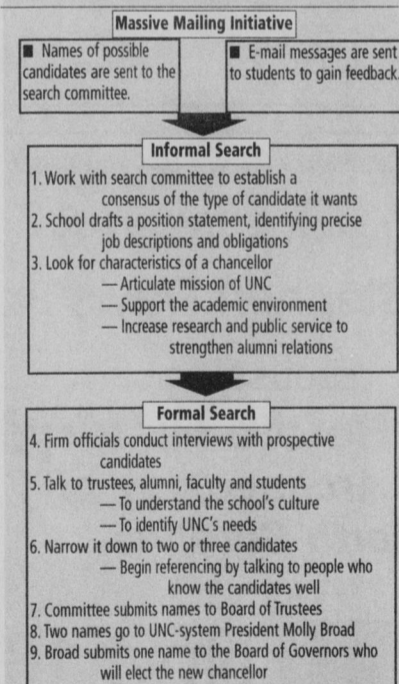 Massive Mailing Initiative
■ Names of possible
candidates are sent to the
search committee.
■ E-mail messages are sent
to students to gain feedback.
Informal Search
1. Work with search committee to establish a
consensus of the type of candidate it wants
2. School drafts a position statement, identifying precise
job descriptions and obligations
3. Look for characteristics of a chancellor
— Articulate mission of UNC
— Support the academic environment
— Increase research and public service to
strengthen alumni relations
Formal Search
4. Firm officials conduct interviews with prospective
candidates
5. Talk to trustees, alumni, faculty and students
— To understand the school's culture
— To identify UNC's needs
6. Narrow it down to two or three candidates
— Begin referencing by talking to people who
know the candidates well
7. Committee submits names to Board of Trustees
8. Two names go to UNC-system President Molly Broad
9. Broad submits one name to the Board of Governors who
will elect the new chancellor